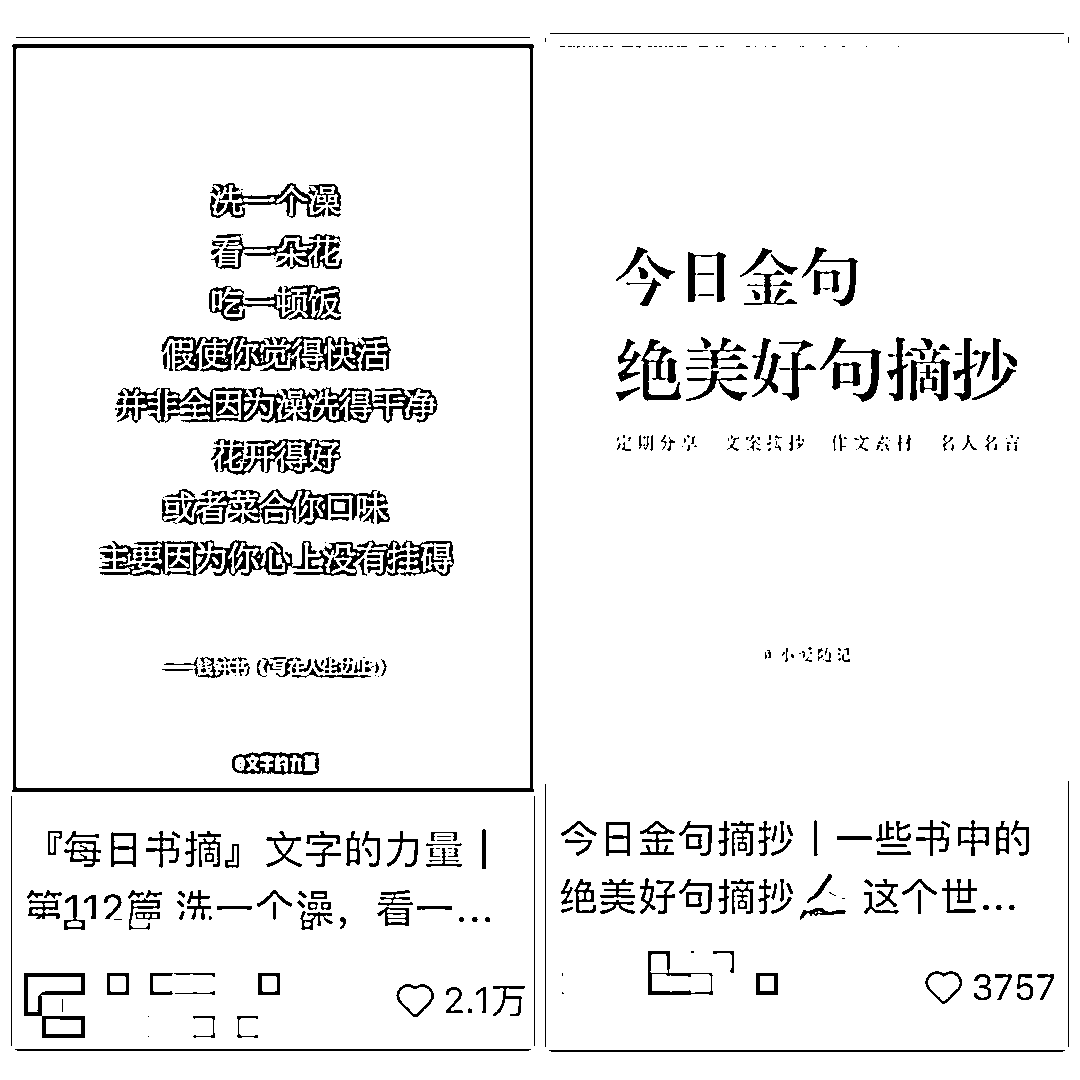 洗一个澡
看一朵花
吃一顿饭
假使你觉得快活
并非全因为澡洗得干净
花开得好
或者菜合你口味
主要因为你心上没有挂碍
——钱钟书《写在人生边上》
@文字的力量
『每日书摘』文字的力量丨
第112篇 洗一个澡，看一...
2.1万
今日金句
绝美好句摘抄
定期分享 文案摘抄 作文素材 名人名言
小爱随记
今日金句摘抄丨一些书中的
绝美好句摘抄 这个世...
3757